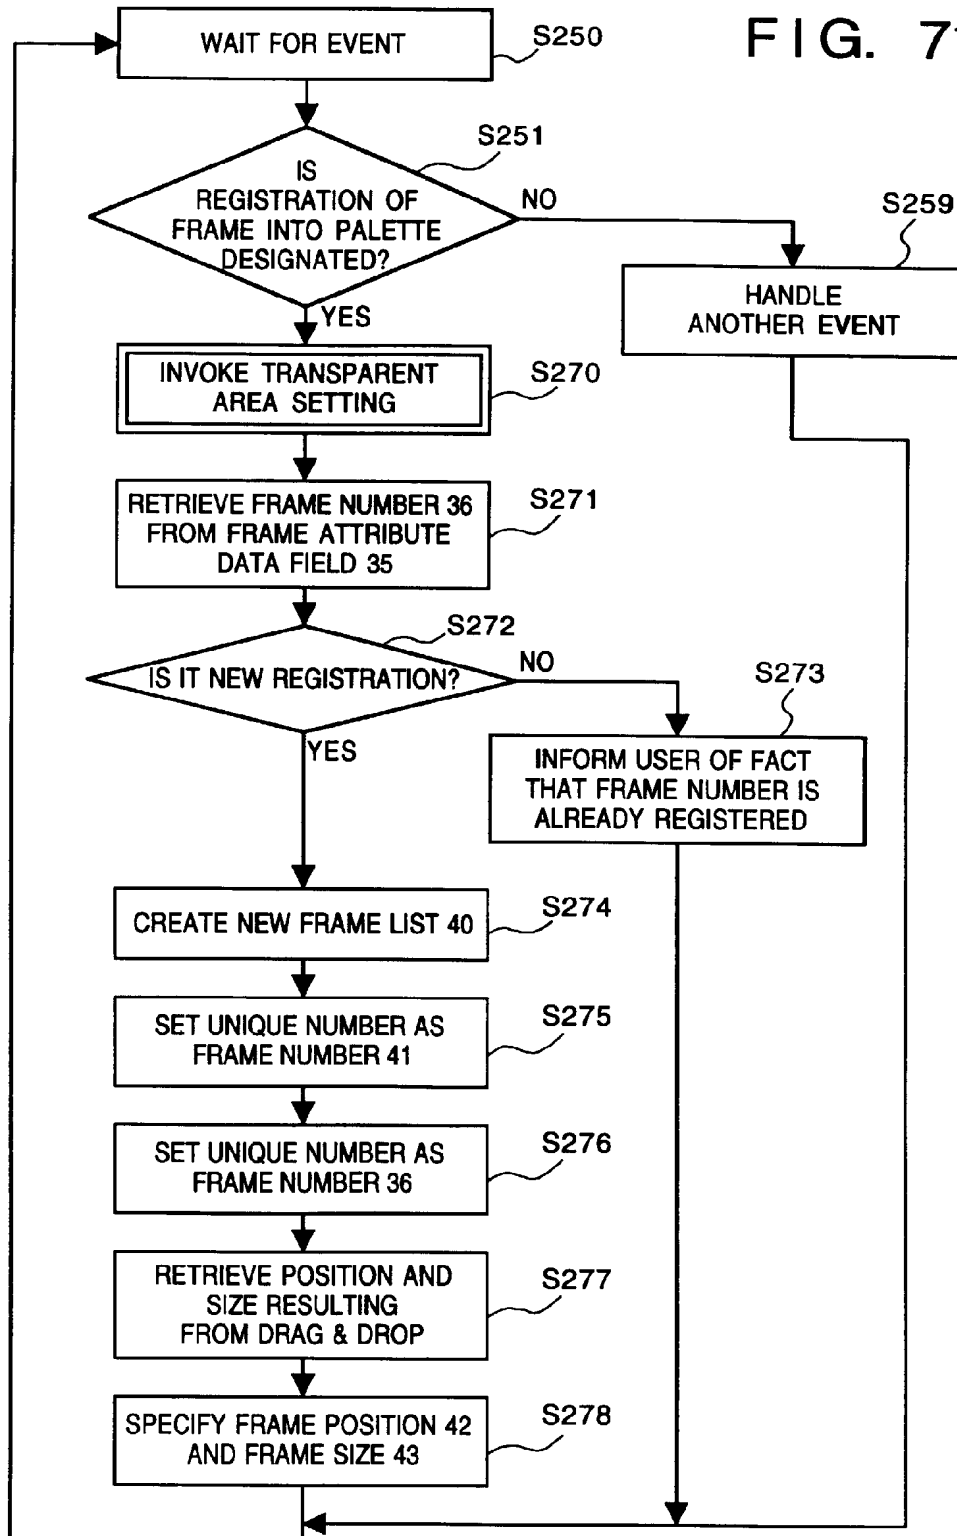 FIG. 7
WAIT FOR EVENT
S250
S251
IS
REGISTRATION OF
FRAME INTO PALETTE
DESIGNATED?
NO
YES
S259
HANDLE
ANOTHER EVENT
INVOKE TRANSPARENT
AREA SETTING
S270
RETRIEVE FRAME NUMBER 36
FROM FRAME ATTRIBUTE
DATA FIELD 35
S271
S272
IS IT NEW REGISTRATION?
NO
YES
S273
INFORM USER OF FACT
THAT FRAME NUMBER IS
ALREADY REGISTERED
CREATE NEW FRAME LIST 40
S274
SET UNIQUE NUMBER AS
FRAME NUMBER 41
S275
SET UNIQUE NUMBER AS
FRAME NUMBER 36
S276
RETRIEVE POSITION AND
SIZE RESULTING
FROM DRAG & DROP
S277
SPECIFY FRAME POSITION 42
AND FRAME SIZE 43
S278